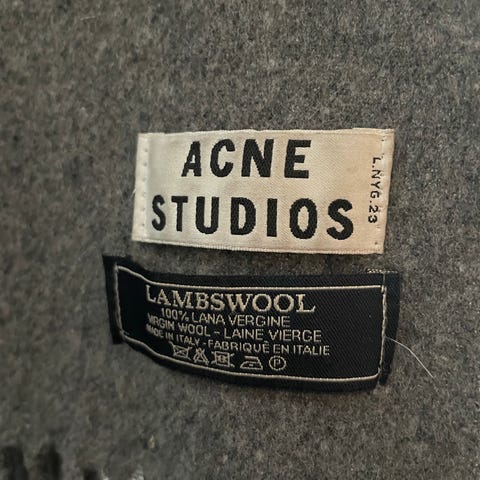 ACNE
STUDIOS
L.NYG.23
LAMBSWOOL
100% LANA VERGINE
VIRGIN WOOL - LAINE VIERGE
MADE IN ITALY - FABRIQUÉ EN ITALIE
P